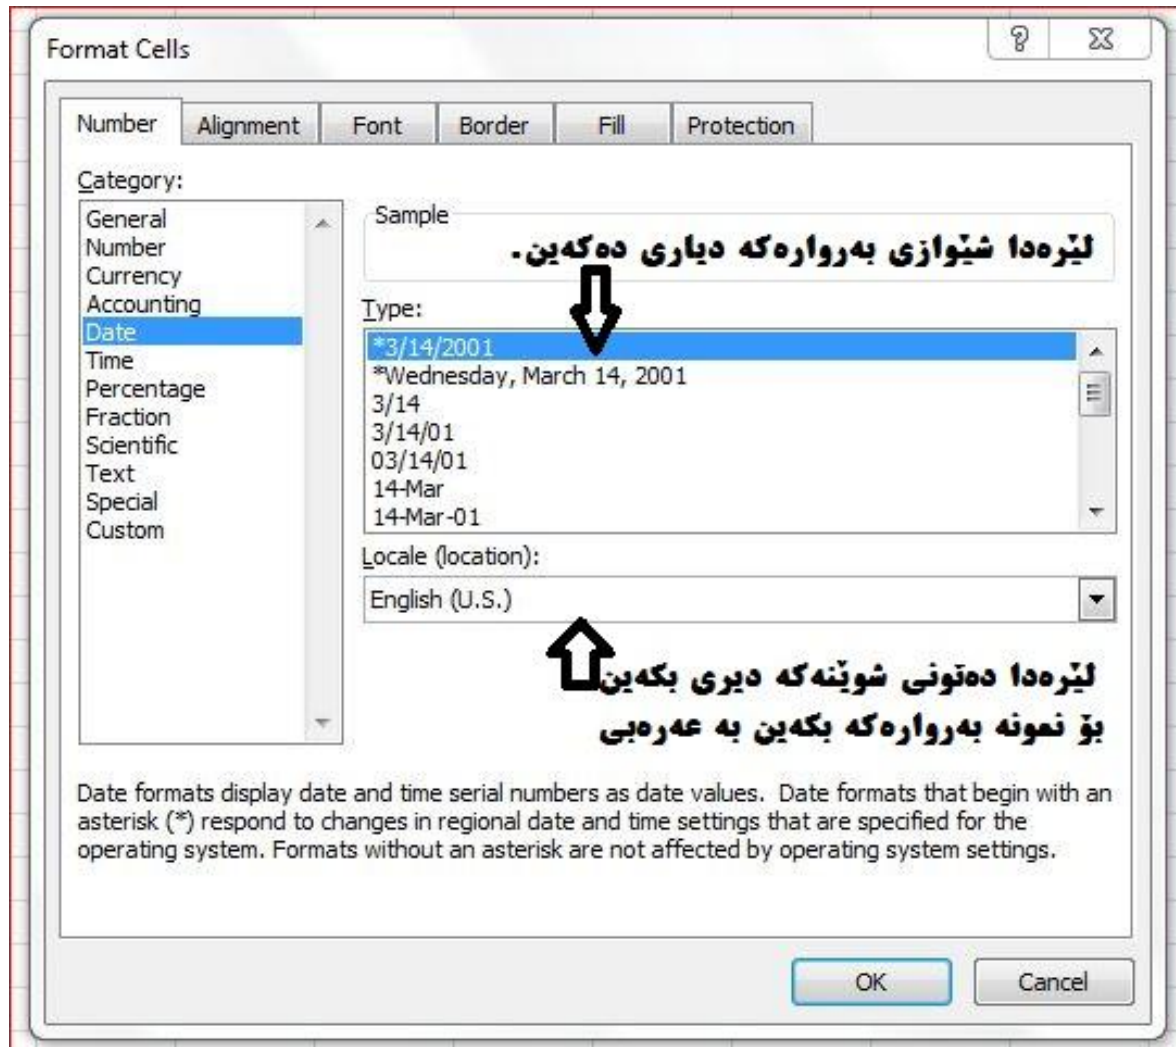 Format Cells
Number Alignment Font Border Fill Protection
Category:
General
Number
Currency
Accounting
Date
Time
Percentage
Fraction
Scientific
Text
Special
Custom
Sample
لێرەدا شێوازی بەروارەکە دیاری دەکەین.
Type:
*3/14/2001
*Wednesday, March 14, 2001
3/14
3/14/01
03/14/01
14-Mar
14-Mar-01
Locale (location):
English (U.S.)
لێرەدا دەتونی شوێنەکە دیری بکەین
بۆ نمونە بەروارەکە بکەین بە عەرەبی
Date formats display date and time serial numbers as date values. Date formats that begin with an
asterisk (*) respond to changes in regional date and time settings that are specified for the
operating system. Formats without an asterisk are not affected by operating system settings.
OK Cancel